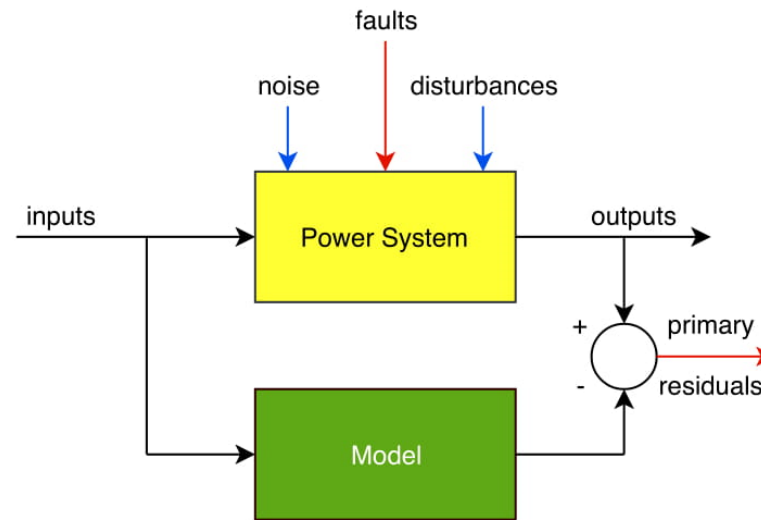 faults
noise
disturbances
inputs
Power System
outputs
+
primary
-
residuals
Model